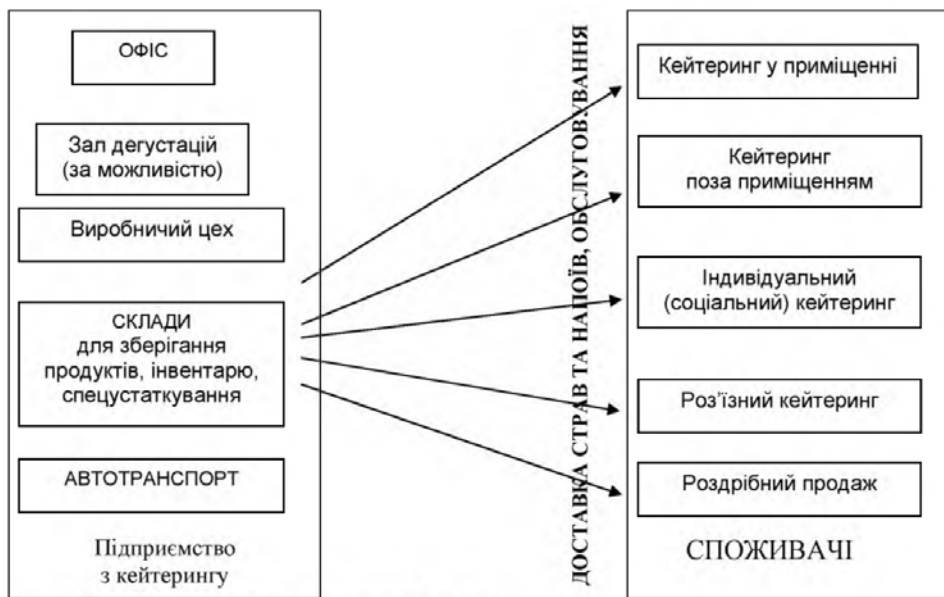 ОФІС
Зал дегустацій
(за можливістю)
Виробничий цех
СКЛАДИ
для зберігання
продуктів, інвентарю,
спецустаткування
АВТОТРАНСПОРТ
Підприємство
з кейтерингу
ДОСТАВКА СТРАВ ТА НАПОЇВ, ОБСЛУГОВУВАННЯ
Кейтеринг у приміщенні
Кейтеринг
поза приміщенням
Індивідуальний
(соціальний) кейтеринг
Роз’їзний кейтеринг
Роздрібний продаж
СПОЖИВАЧІ